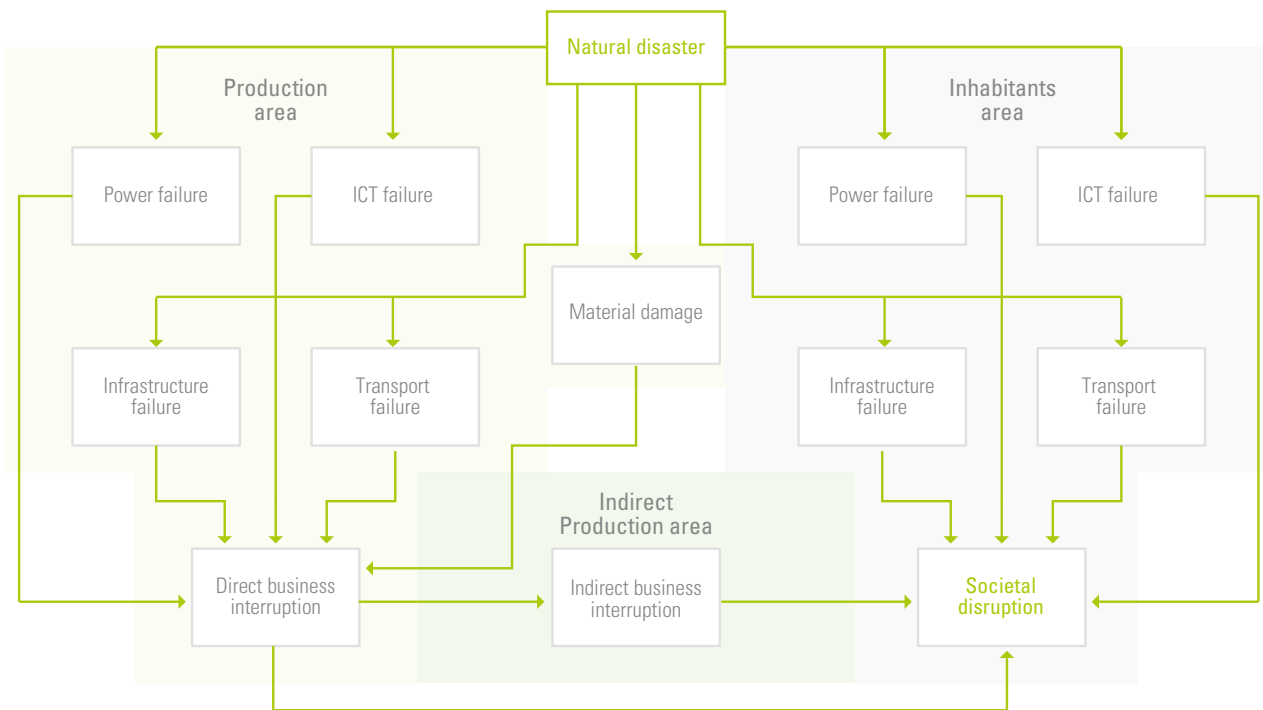 Natural disaster
Production
area
Inhabitants
area
Power failure
ICT failure
Power failure
ICT failure
Material damage
Infrastructure
failure
Transport
failure
Infrastructure
failure
Transport
failure
Indirect
Production area
Direct business
interruption
Indirect business
interruption
Societal
disruption